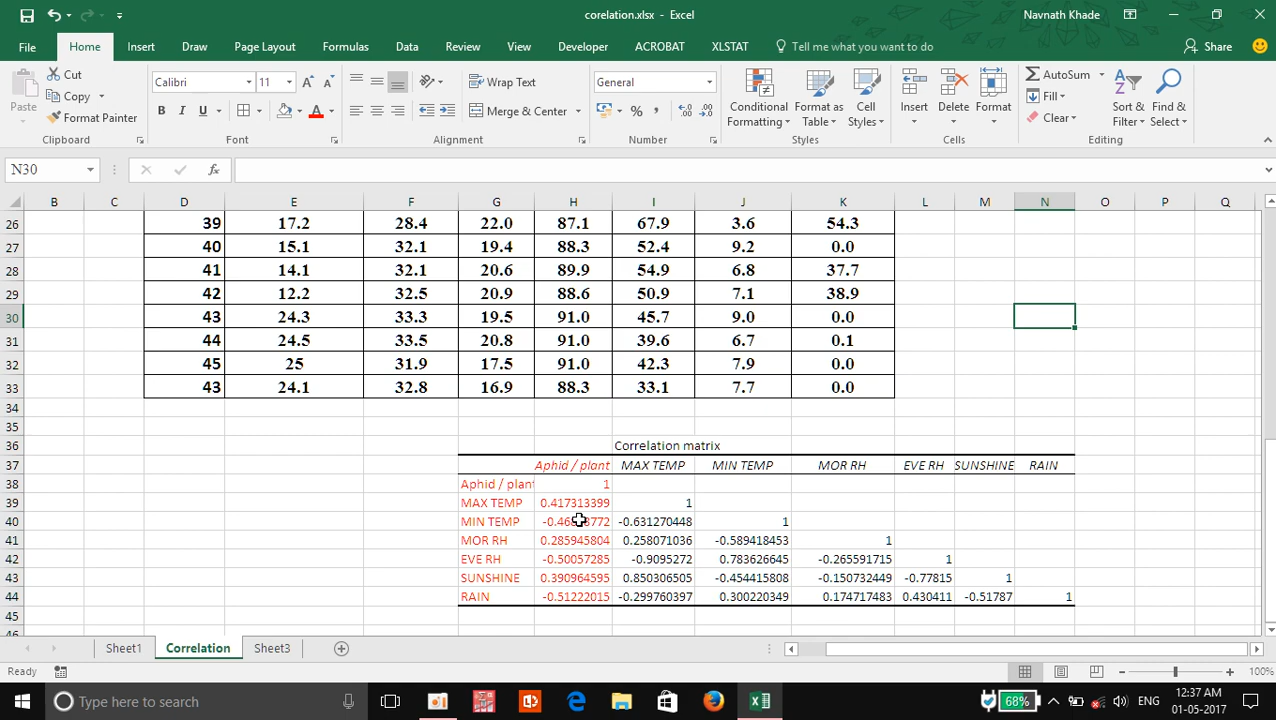 corelation.xlsx - Excel
Navnath Khade
File Home Insert Draw Page Layout Formulas Data Review View Developer ACROBAT XLSTAT Tell me what you want to do Share
Paste
Cut
Copy
Format Painter
Calibri 11
B I U
Wrap Text
Merge & Center
General
Conditional Formatting
Format as Table
Cell Styles
Insert Delete Format
AutoSum
Fill
Clear
Sort & Filter
Find & Select
Clipboard Font Alignment Number Styles Cells Editing
N30 fx
B C D E F G H I J K L M N O P Q
26 39 17.2 28.4 22.0 87.1 67.9 3.6 54.3
27 40 15.1 32.1 19.4 88.3 52.4 9.2 0.0
28 41 14.1 32.1 20.6 89.9 54.9 6.8 37.7
29 42 12.2 32.5 20.9 88.6 50.9 7.1 38.9
30 43 24.3 33.3 19.5 91.0 45.7 9.0 0.0
31 44 24.5 33.5 20.8 91.0 39.6 6.7 0.1
32 45 25 31.9 17.5 91.0 42.3 7.9 0.0
33 43 24.1 32.8 16.9 88.3 33.1 7.7 0.0
34
35
36 Correlation matrix
37 Aphid / plant MAX TEMP MIN TEMP MOR RH EVE RH SUNSHINE RAIN
38 Aphid / plant 1
39 MAX TEMP 0.417313399 1
40 MIN TEMP -0.631270448 1
41 MOR RH 0.285945804 0.258071036 -0.589418453 1
42 EVE RH -0.50057285 -0.9095272 0.783626645 -0.265591715 1
43 SUNSHINE 0.390964595 0.850306505 -0.454415808 -0.150732449 -0.77815 1
44 RAIN -0.51222015 -0.299760397 0.300220349 0.174717483 0.430411 -0.51787 1
45
46
Sheet1 Correlation Sheet3
Ready
100%
Type here to search
68%
ENG
12:37 AM
01-05-2017